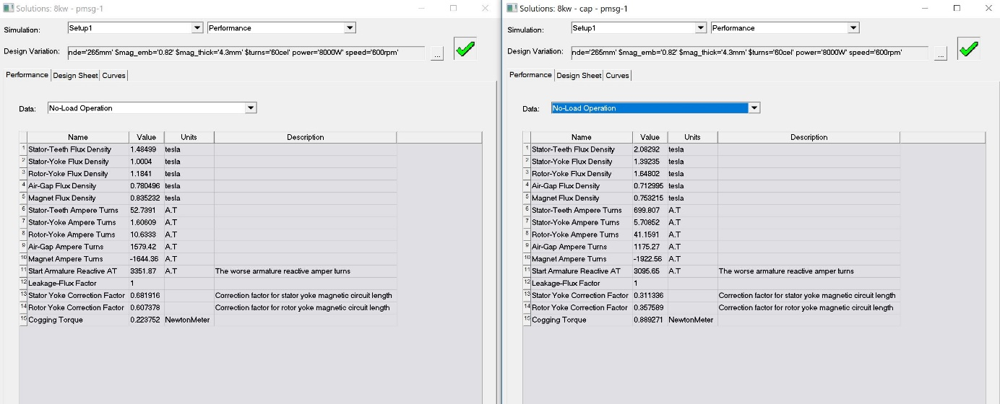 Solutions: 8kw - pmsg-1
Simulation: Setup1 Performance
Design Variation: nde='265mm' $mag_emb='0.82' $mag_thick='4.3mm' $turns='60cel' power='8000W' speed='600rpm' ...
Performance Design Sheet Curves
Data: No-Load Operation
Name Value Units Description
1 Stator-Teeth Flux Density 1.48499 tesla
2 Stator-Yoke Flux Density 1.0004 tesla
3 Rotor-Yoke Flux Density 1.1841 tesla
4 Air-Gap Flux Density 0.780496 tesla
5 Magnet Flux Density 0.835232 tesla
6 Stator-Teeth Ampere Turns 52.7391 A.T
7 Stator-Yoke Ampere Turns 1.60609 A.T
8 Rotor-Yoke Ampere Turns 10.6333 A.T
9 Air-Gap Ampere Turns 1579.42 A.T
10 Magnet Ampere Turns -1644.36 A.T
11 Start Armature Reactive AT 3351.87 A.T The worse armature reactive amper turns
12 Leakage-Flux Factor 1
13 Stator Yoke Correction Factor 0.681916 Correction factor for stator yoke magnetic circuit length
14 Rotor Yoke Correction Factor 0.607378 Correction factor for rotor yoke magnetic circuit length
15 Cogging Torque 0.223752 NewtonMeter
Solutions: 8kw - cap - pmsg-1
Simulation: Setup1 Performance
Design Variation: nde='265mm' $mag_emb='0.82' $mag_thick='4.3mm' $turns='60cel' power='8000W' speed='600rpm' ...
Performance Design Sheet Curves
Data: No-Load Operation
Name Value Units Description
1 Stator-Teeth Flux Density 2.08292 tesla
2 Stator-Yoke Flux Density 1.39235 tesla
3 Rotor-Yoke Flux Density 1.64802 tesla
4 Air-Gap Flux Density 0.712995 tesla
5 Magnet Flux Density 0.753215 tesla
6 Stator-Teeth Ampere Turns 699.807 A.T
7 Stator-Yoke Ampere Turns 5.70852 A.T
8 Rotor-Yoke Ampere Turns 41.1591 A.T
9 Air-Gap Ampere Turns 1175.27 A.T
10 Magnet Ampere Turns -1922.56 A.T
11 Start Armature Reactive AT 3095.65 A.T The worse armature reactive amper turns
12 Leakage-Flux Factor 1
13 Stator Yoke Correction Factor 0.311336 Correction factor for stator yoke magnetic circuit length
14 Rotor Yoke Correction Factor 0.357589 Correction factor for rotor yoke magnetic circuit length
15 Cogging Torque 0.889271 NewtonMeter